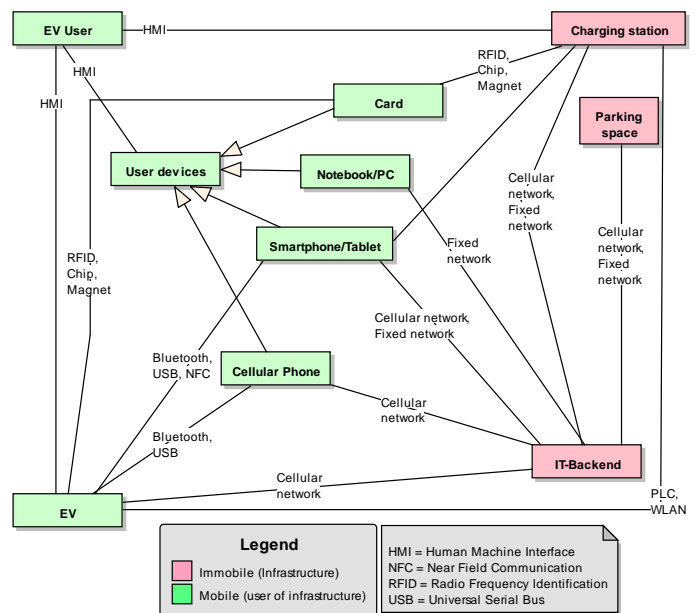 EV User
HMI
Charging station
HMI
HMI
RFID,
Chip,
Magnet
Card
Parking
space
User devices
Notebook/PC
Cellular
network,
Fixed
network
Smartphone/Tablet
Fixed
network
Cellular
network,
Fixed
network
RFID,
Chip,
Magnet
Cellular network,
Fixed network
Bluetooth,
USB, NFC
Cellular Phone
Cellular
network
Bluetooth,
USB
IT-Backend
Cellular
network
PLC,
WLAN
EV
Legend
Immobile (Infrastructure)
Mobile (user of infrastructure)
HMI = Human Machine Interface
NFC = Near Field Communication
RFID = Radio Frequency Identification
USB = Universal Serial Bus